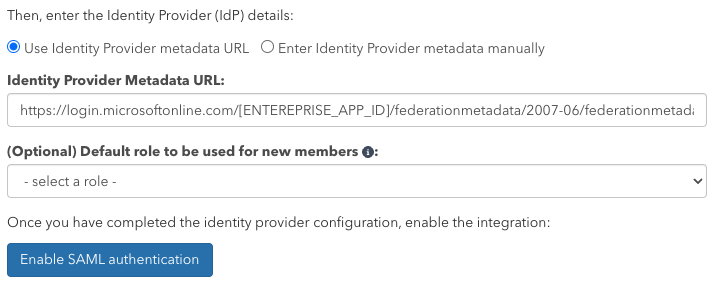 Then, enter the Identity Provider (IdP) details:
Use Identity Provider metadata URL Enter Identity Provider metadata manually
Identity Provider Metadata URL:
https://login.microsoftonline.com/[ENTEREPRISE_APP_ID]/federationmetadata/2007-06/federationmetada
(Optional) Default role to be used for new members i:
- select a role -
Once you have completed the identity provider configuration, enable the integration:
Enable SAML authentication